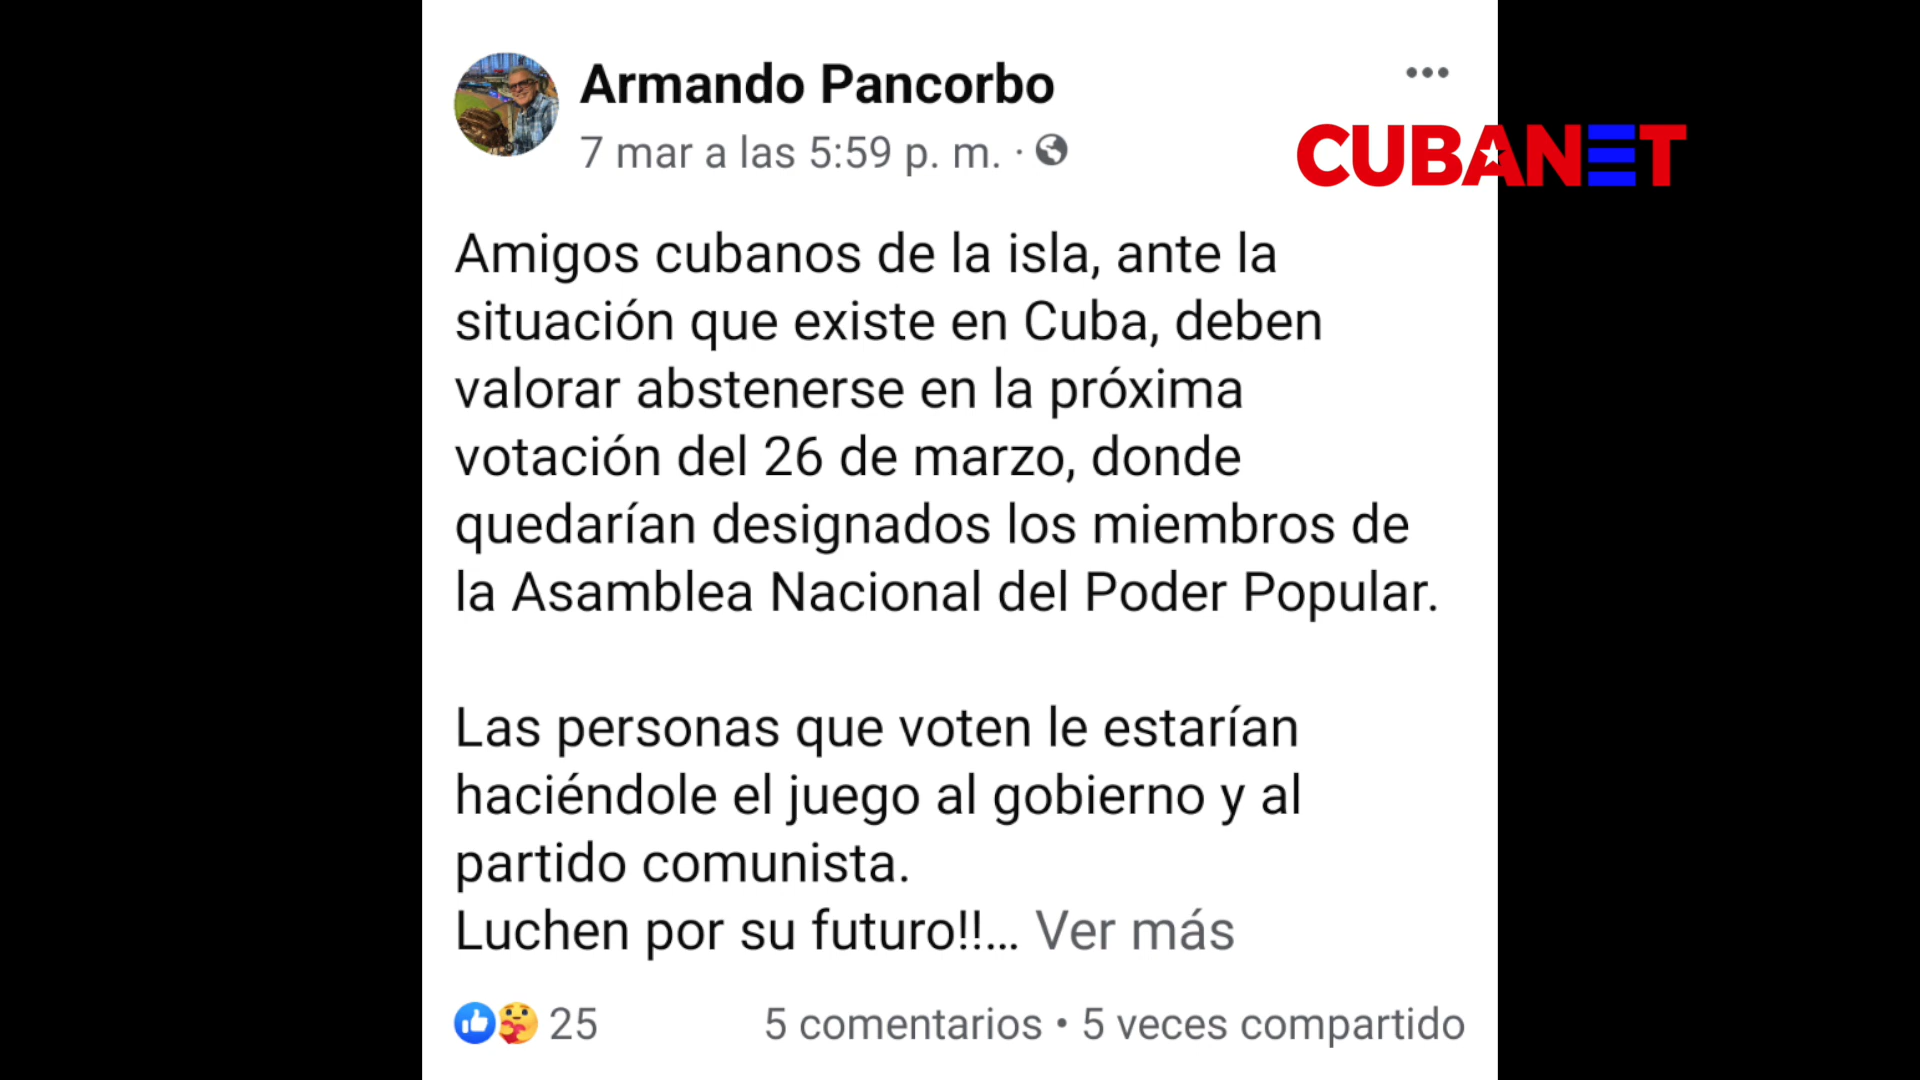 Armando Pancorbo
7 mar a las 5:59 p. m. ·
CUBANET
Amigos cubanos de la isla, ante la
situación que existe en Cuba, deben
valorar abstenerse en la próxima
votación del 26 de marzo, donde
quedarían designados los miembros de
la Asamblea Nacional del Poder Popular.
Las personas que voten le estarían
haciéndole el juego al gobierno y al
partido comunista.
Luchen por su futuro!!... Ver más
25 5 comentarios • 5 veces compartido